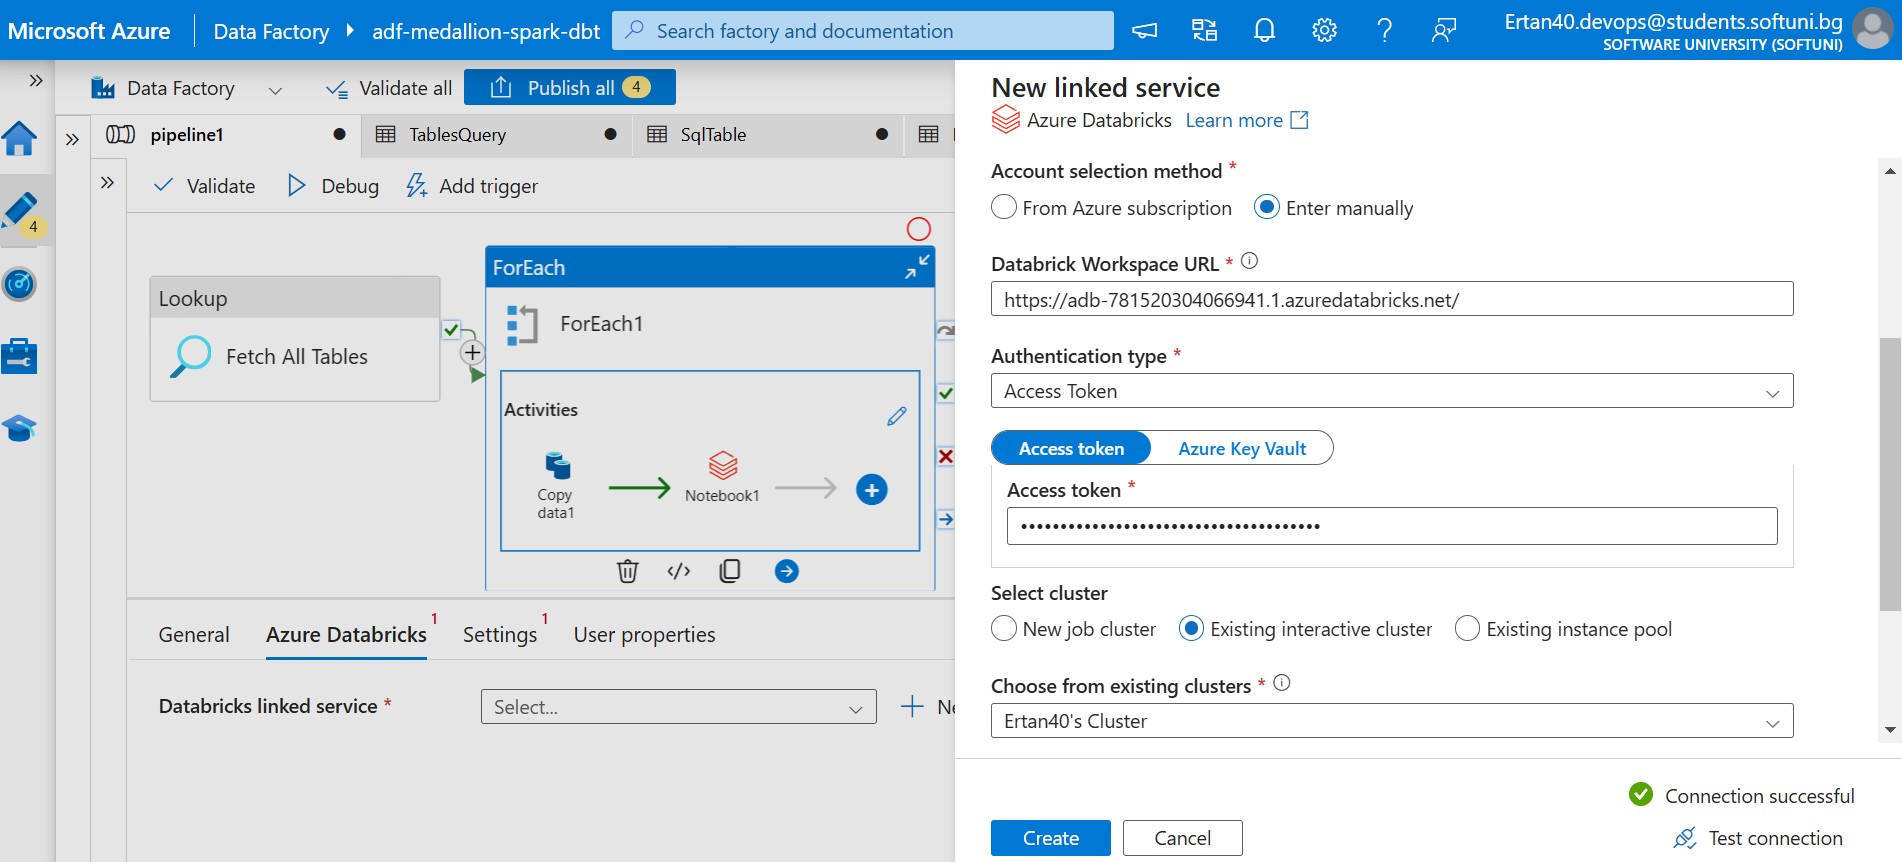 Microsoft Azure
Data Factory
adf-medallion-spark-dbt
Search factory and documentation
Ertan40.devops@students.softuni.bg
SOFTWARE UNIVERSITY (SOFTUNI)
Data Factory
Validate all
Publish all 4
pipeline1
TablesQuery
SqlTable
4
Validate
Debug
Add trigger
Lookup
Fetch All Tables
ForEach
ForEach1
Activities
Copy
data1
Notebook1
General
Azure Databricks 1
Settings 1
User properties
Databricks linked service *
Select...
New linked service
Azure Databricks Learn more
Account selection method *
From Azure subscription
Enter manually
Databrick Workspace URL *
https://adb-781520304066941.1.azuredatabricks.net/
Authentication type *
Access Token
Access token
Azure Key Vault
Access token *
Select cluster
New job cluster
Existing interactive cluster
Existing instance pool
Choose from existing clusters *
Ertan40's Cluster
Connection successful
Create
Cancel
Test connection